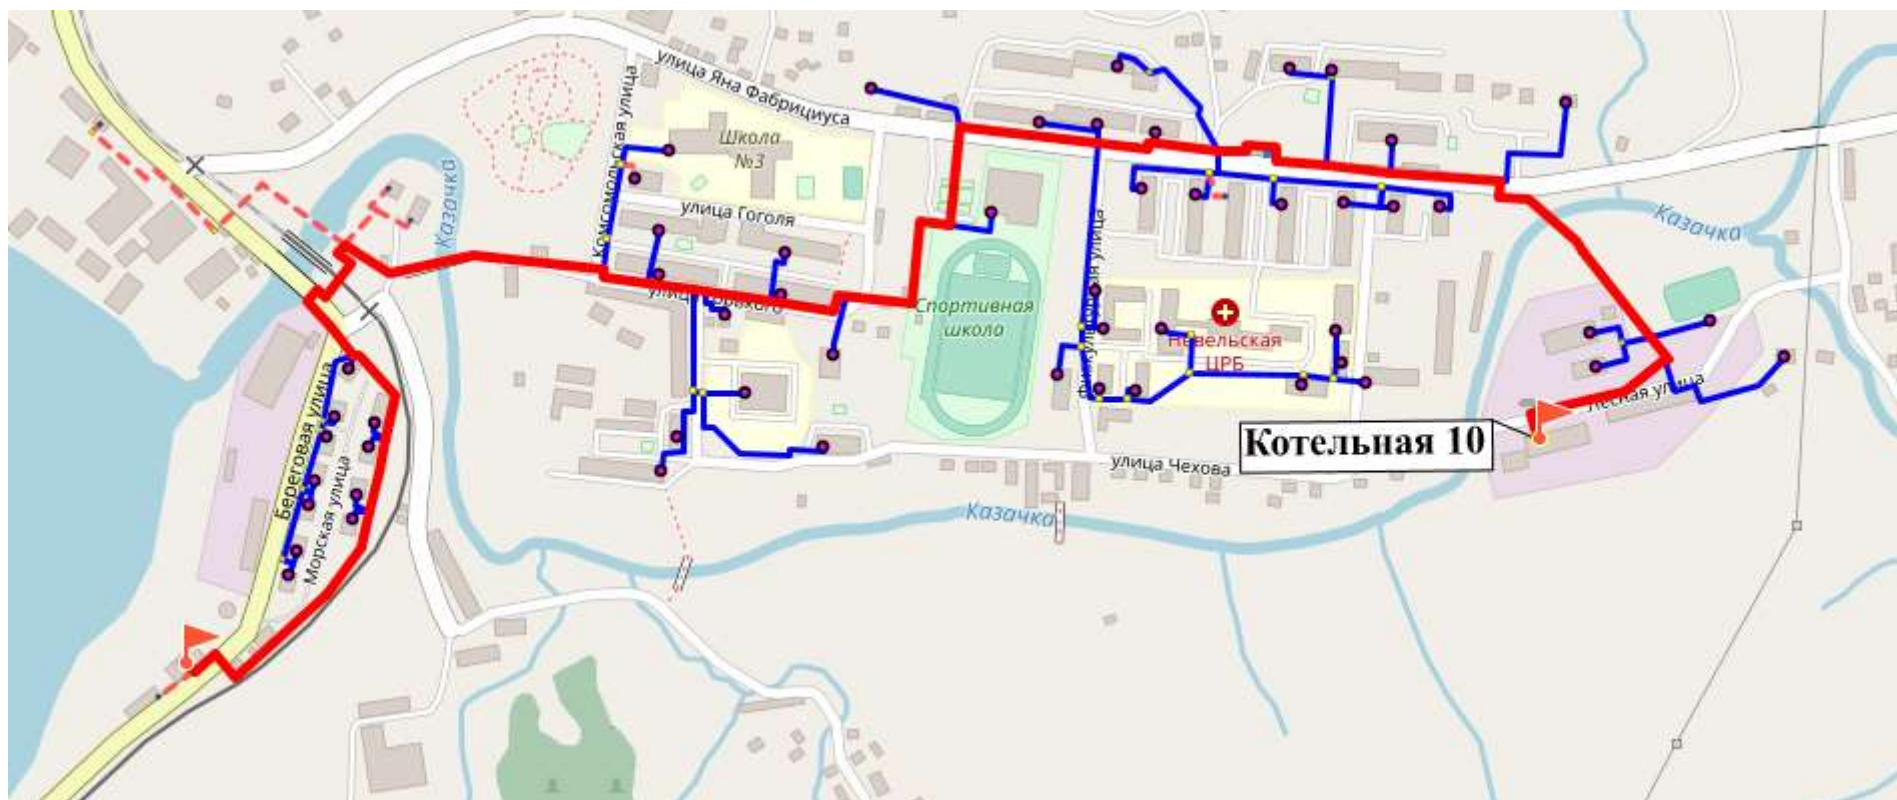 улица Яна Фабрициуса
Комсомольская улица
Школа
№3
улица Гоголя
Казачка
Казачка
Спортивная
школа
Невельская
ЦРБ
улица
Береговая улица
Морская улица
Лесная улица
Котельная 10
улица Чехова
Казачка